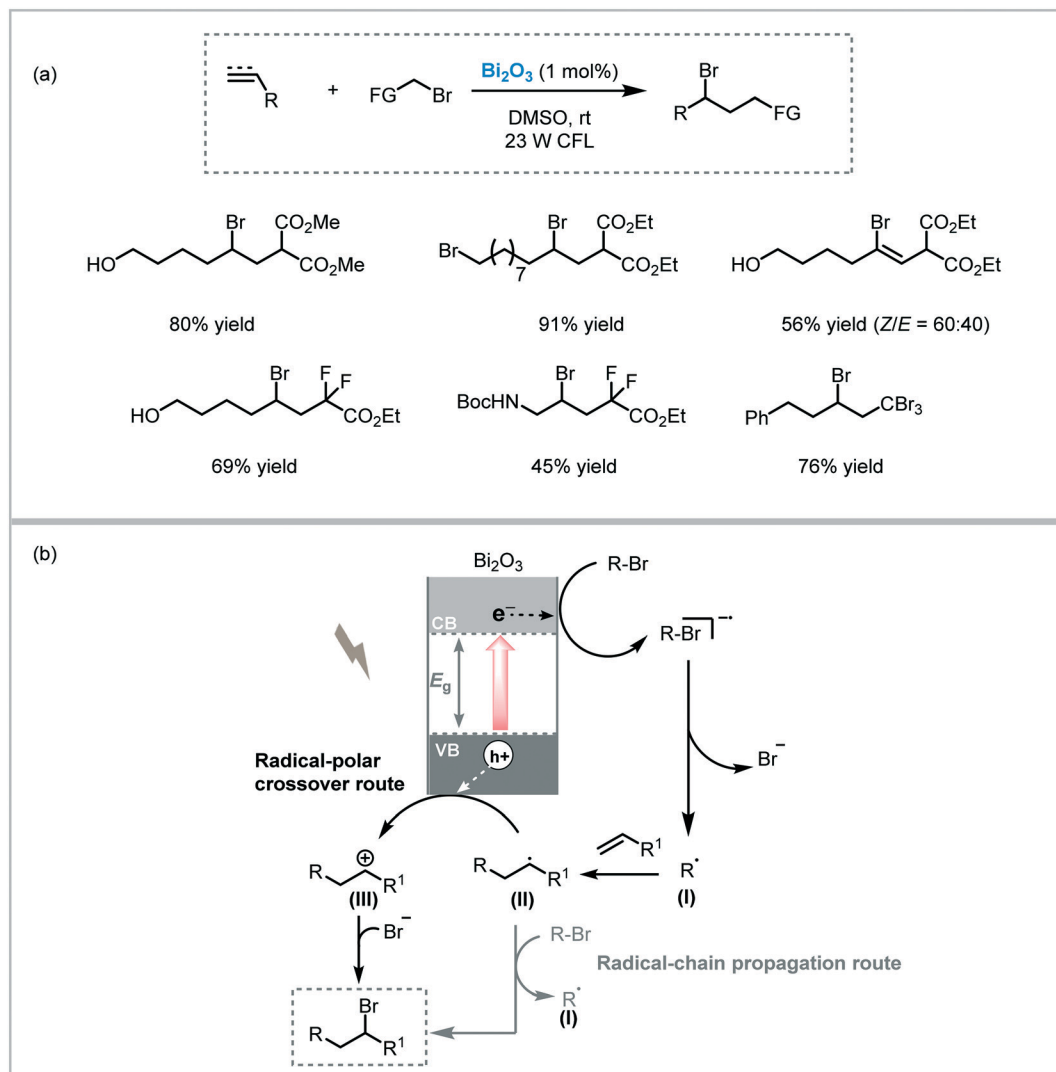 (a)
R
+
FG
Br
Bi₂O₃ (1 mol%)
DMSO, rt
23 W CFL
Br
R
FG
HO
Br
CO₂Me
CO₂Me
80% yield
Br
7
Br
CO₂Et
CO₂Et
91% yield
HO
Br
CO₂Et
CO₂Et
56% yield (Z/E = 60:40)
HO
Br
F
F
CO₂Et
69% yield
BocHN
Br
F
F
CO₂Et
45% yield
Ph
Br
CBr₃
76% yield
(b)
Bi₂O₃
R-Br
e⁻
CB
R-Br
−•
Eg
VB
h+
Br⁻
Radical-polar
crossover route
R¹
R
⊕
R¹
(III)
R
R¹
(II)
R•
(I)
Br⁻
R-Br
Radical-chain propagation route
R•
(I)
Br
R
R¹